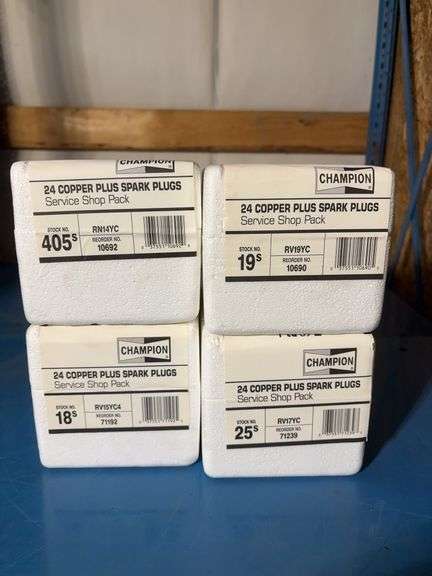 CHAMPION
24 COPPER PLUS SPARK PLUGS
Service Shop Pack
STOCK NO.
405S
RN14YC
REORDER NO.
10692
CHAMPION
24 COPPER PLUS SPARK PLUGS
Service Shop Pack
STOCK NO.
19S
RV19YC
REORDER NO.
10690
CHAMPION
24 COPPER PLUS SPARK PLUGS
Service Shop Pack
STOCK NO.
18S
RV15YC4
REORDER NO.
71192
CHAMPION
24 COPPER PLUS SPARK PLUGS
Service Shop Pack
STOCK NO.
25S
RV17YC
REORDER NO.
71239